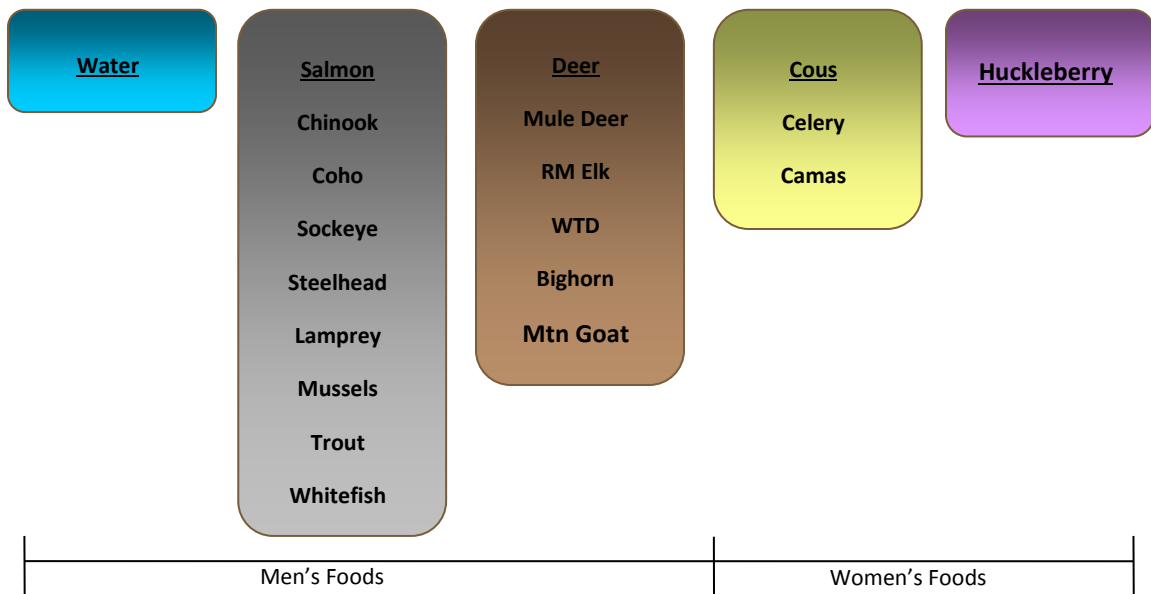 Water
Salmon
Chinook
Coho
Sockeye
Steelhead
Lamprey
Mussels
Trout
Whitefish
Deer
Mule Deer
RM Elk
WTD
Bighorn
Mtn Goat
Cous
Celery
Camas
Huckleberry
Men’s Foods
Women’s Foods